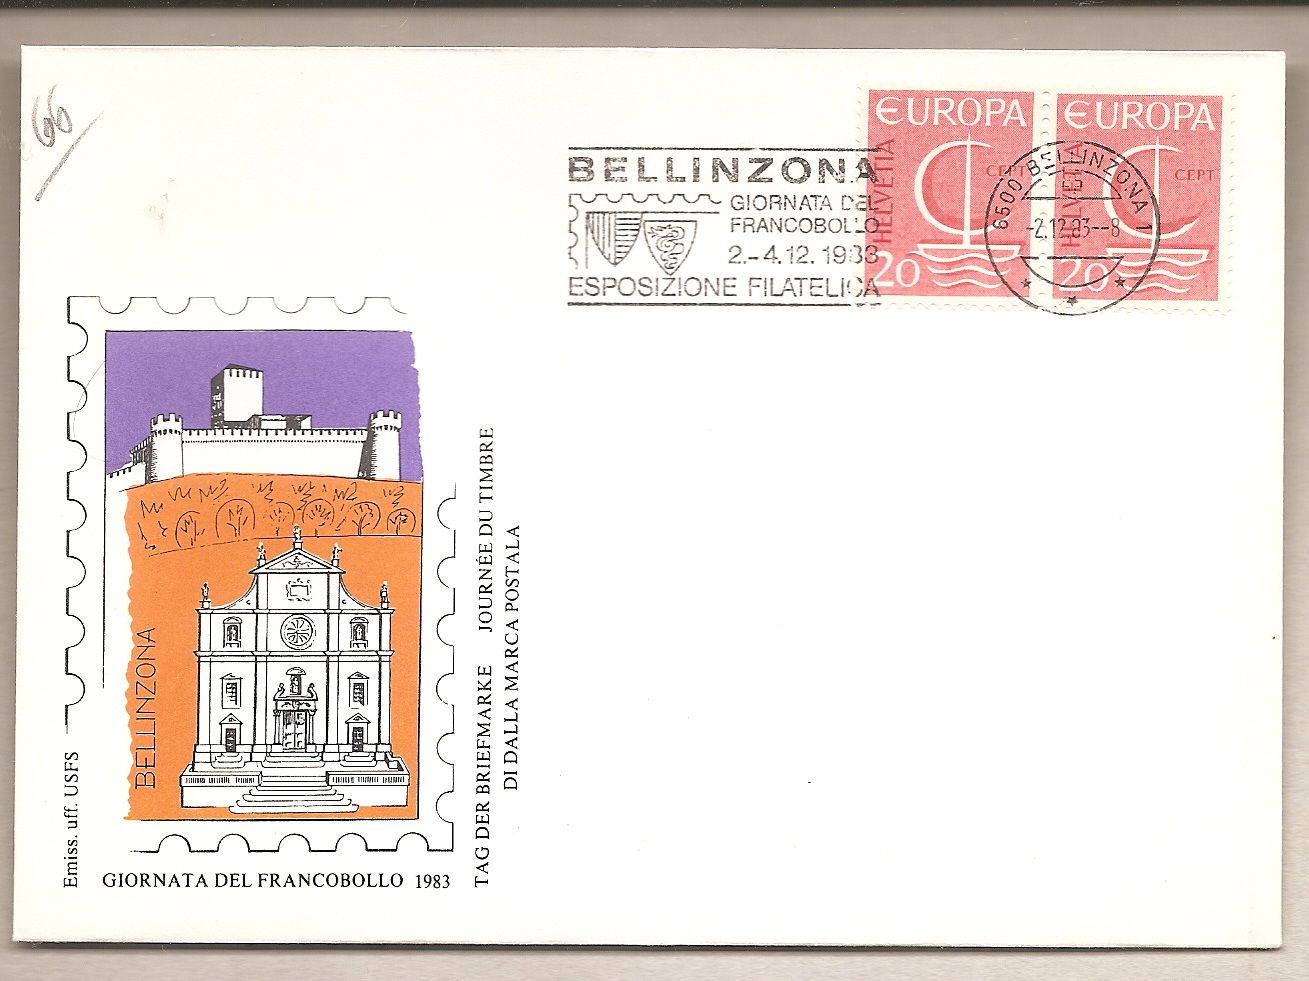 66
BELLINZONA
GIORNATA DEL
FRANCOBOLLO
2.-4.12.1983
ESPOSIZIONE FILATELICA
EUROPA
CEPT
HELVETIA
20
EUROPA
CEPT
HELVETIA
20
6500 BELLINZONA 1
-2.12.83--8
BELLINZONA
Emiss. uff. USFS
GIORNATA DEL FRANCOBOLLO 1983
TAG DER BRIEFMARKE JOURNÉE DU TIMBRE
DI DALLA MARCA POSTALA